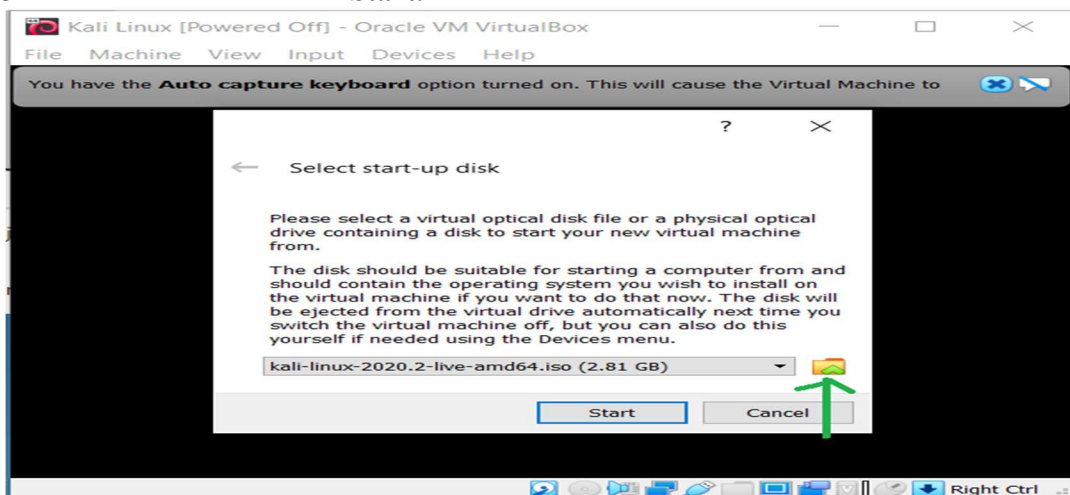 Kali Linux [Powered Off] - Oracle VM VirtualBox
File Machine View Input Devices Help
You have the Auto capture keyboard option turned on. This will cause the Virtual Machine to
?
Select start-up disk
Please select a virtual optical disk file or a physical optical
drive containing a disk to start your new virtual machine
from.
The disk should be suitable for starting a computer from and
should contain the operating system you wish to install on
the virtual machine if you want to do that now. The disk will
be ejected from the virtual drive automatically next time you
switch the virtual machine off, but you can also do this
yourself if needed using the Devices menu.
kali-linux-2020.2-live-amd64.iso (2.81 GB)
Start Cancel
Right Ctrl